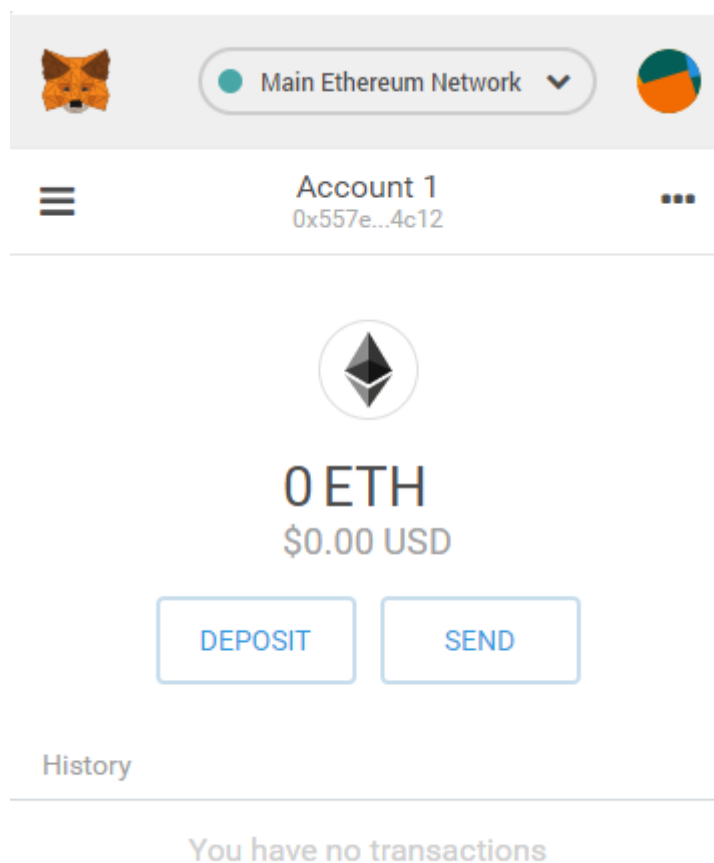 Main Ethereum Network
Account 1
0x557e...4c12
0 ETH
$0.00 USD
DEPOSIT
SEND
History
You have no transactions